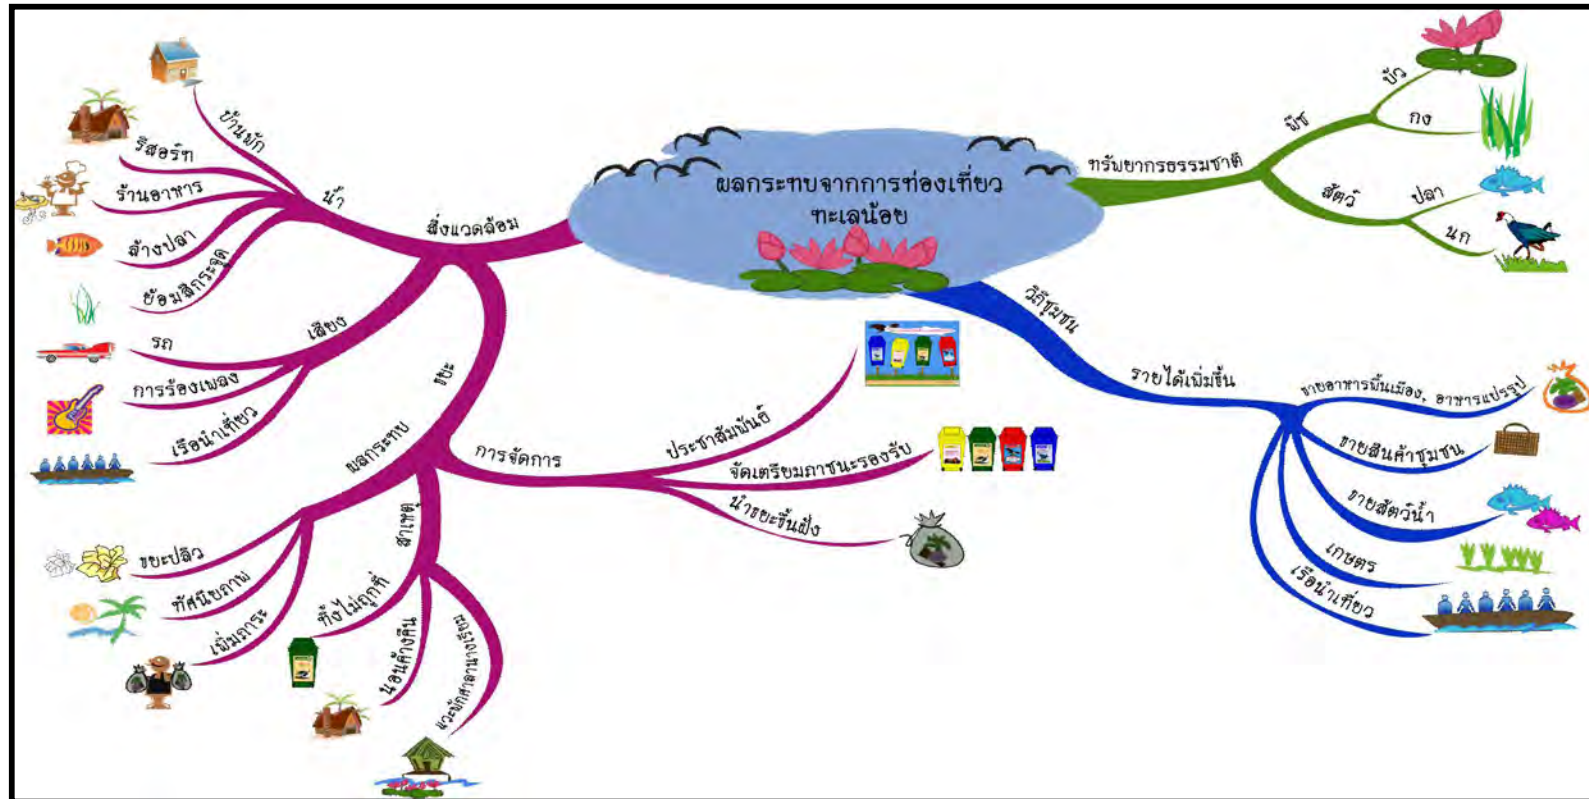 ผลกระทบจากการท่องเที่ยว
ทะเลน้อย
สิ่งแวดล้อม
น้ำ
บ้านพัก
รีสอร์ท
ร้านอาหาร
ล้างปลา
ย้อมสีกระจูด
เสียง
รถ
การร้องเพลง
เรือนำเที่ยว
ขยะ
ผลกระทบ
ขยะปลิว
ทัศนียภาพ
เพิ่มภาระ
สาเหตุ
ทิ้งไม่ถูกที่
นอนค้างคืน
แวะพักศาลานางเรียม
การจัดการ
ประชาสัมพันธ์
จัดเตรียมภาชนะรองรับ
นำขยะขึ้นฝั่ง
ทรัพยากรธรรมชาติ
พืช
บัว
กง
สัตว์
ปลา
นก
วิถีชุมชน
รายได้เพิ่มขึ้น
ขายอาหารพื้นเมือง, อาหารแปรรูป
ขายสินค้าชุมชน
ขายสัตว์น้ำ
เกษตร
เรือนำเที่ยว